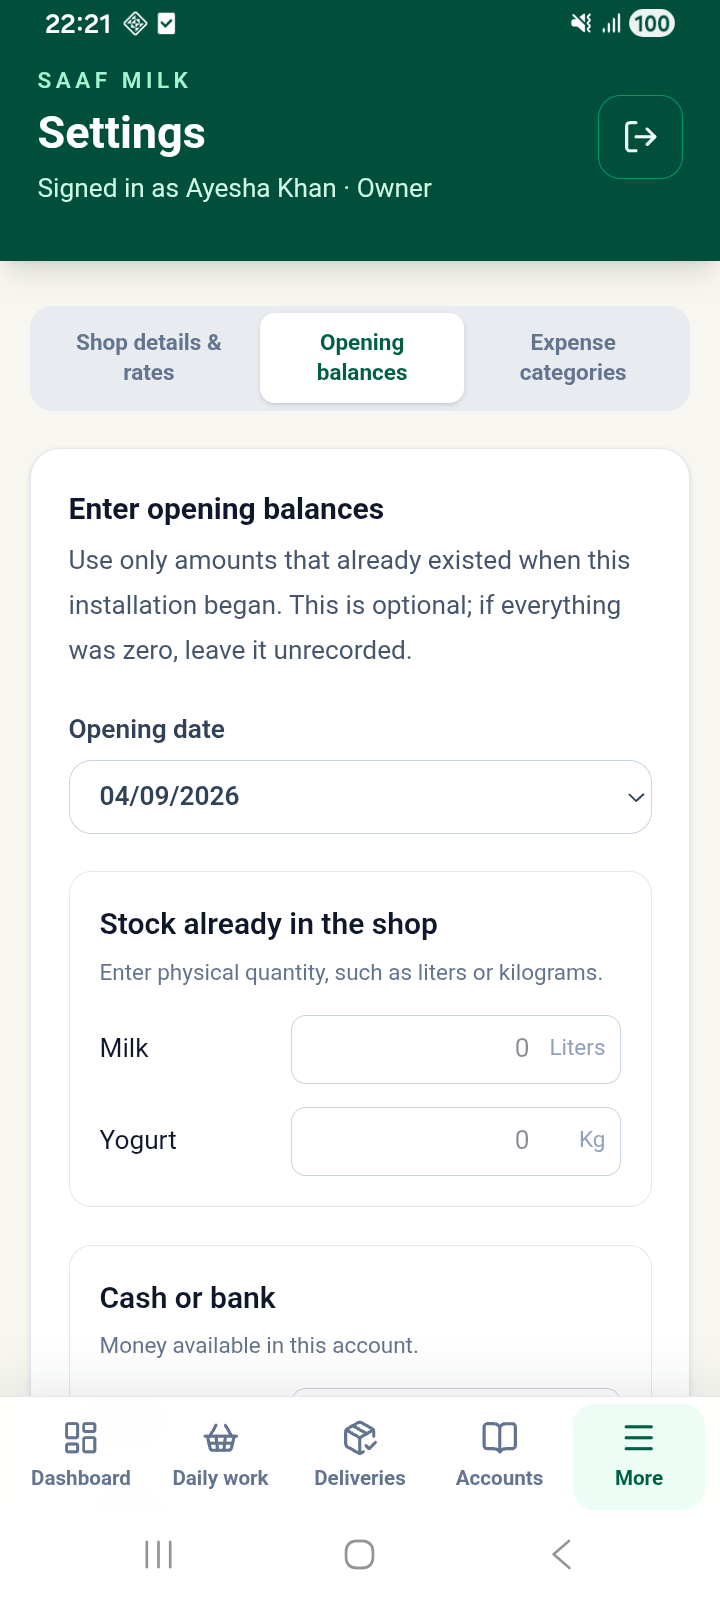 22:21
100
SAAF MILK
Settings
Signed in as Ayesha Khan · Owner
Shop details &
rates
Opening
balances
Expense
categories
Enter opening balances
Use only amounts that already existed when this
installation began. This is optional; if everything
was zero, leave it unrecorded.
Opening date
04/09/2026
Stock already in the shop
Enter physical quantity, such as liters or kilograms.
Milk
0 Liters
Yogurt
0 Kg
Cash or bank
Money available in this account.
Dashboard
Daily work
Deliveries
Accounts
More